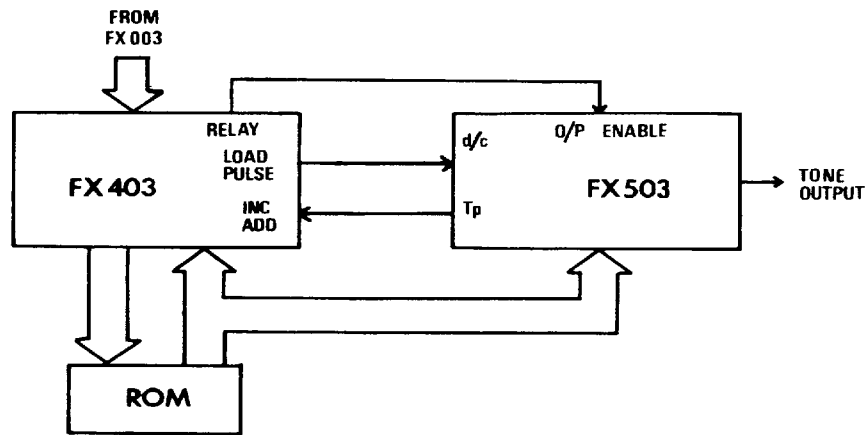 FROM
FX 003
RELAY
LOAD
PULSE
FX 403
INC
ADD
d/c
O/P ENABLE
FX 503
Tp
TONE
OUTPUT
ROM